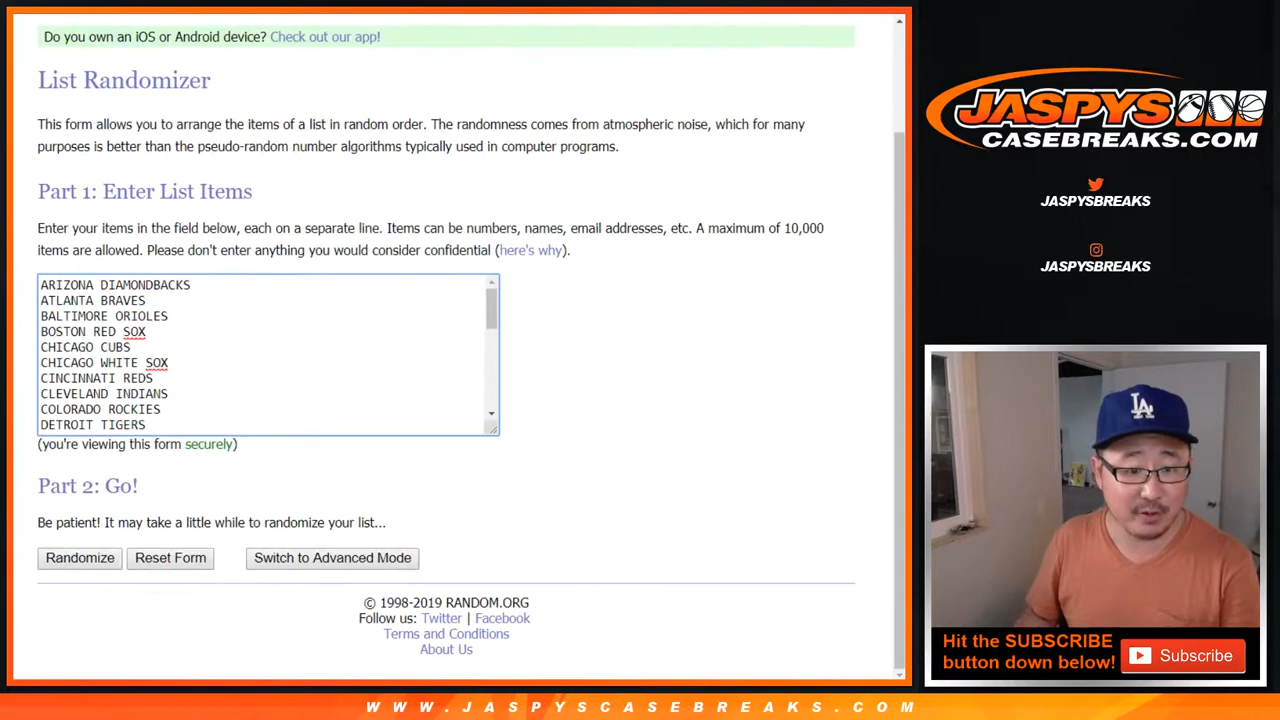 Do you own an iOS or Android device? Check out our app!
List Randomizer
This form allows you to arrange the items of a list in random order. The randomness comes from atmospheric noise, which for many
purposes is better than the pseudo-random number algorithms typically used in computer programs.
Part 1: Enter List Items
Enter your items in the field below, each on a separate line. Items can be numbers, names, email addresses, etc. A maximum of 10,000
items are allowed. Please don't enter anything you would consider confidential (here's why).
ARIZONA DIAMONDBACKS
ATLANTA BRAVES
BALTIMORE ORIOLES
BOSTON RED SOX
CHICAGO CUBS
CHICAGO WHITE SOX
CINCINNATI REDS
CLEVELAND INDIANS
COLORADO ROCKIES
DETROIT TIGERS
(you're viewing this form securely)
Part 2: Go!
Be patient! It may take a little while to randomize your list...
Randomize Reset Form Switch to Advanced Mode
© 1998-2019 RANDOM.ORG
Follow us: Twitter | Facebook
Terms and Conditions
About Us
JASPYS
CASEBREAKS.COM
JASPYSBREAKS
JASPYSBREAKS
LA
Hit the SUBSCRIBE
button down below!
Subscribe
WWW.JASPYSCASEBREAKS.COM